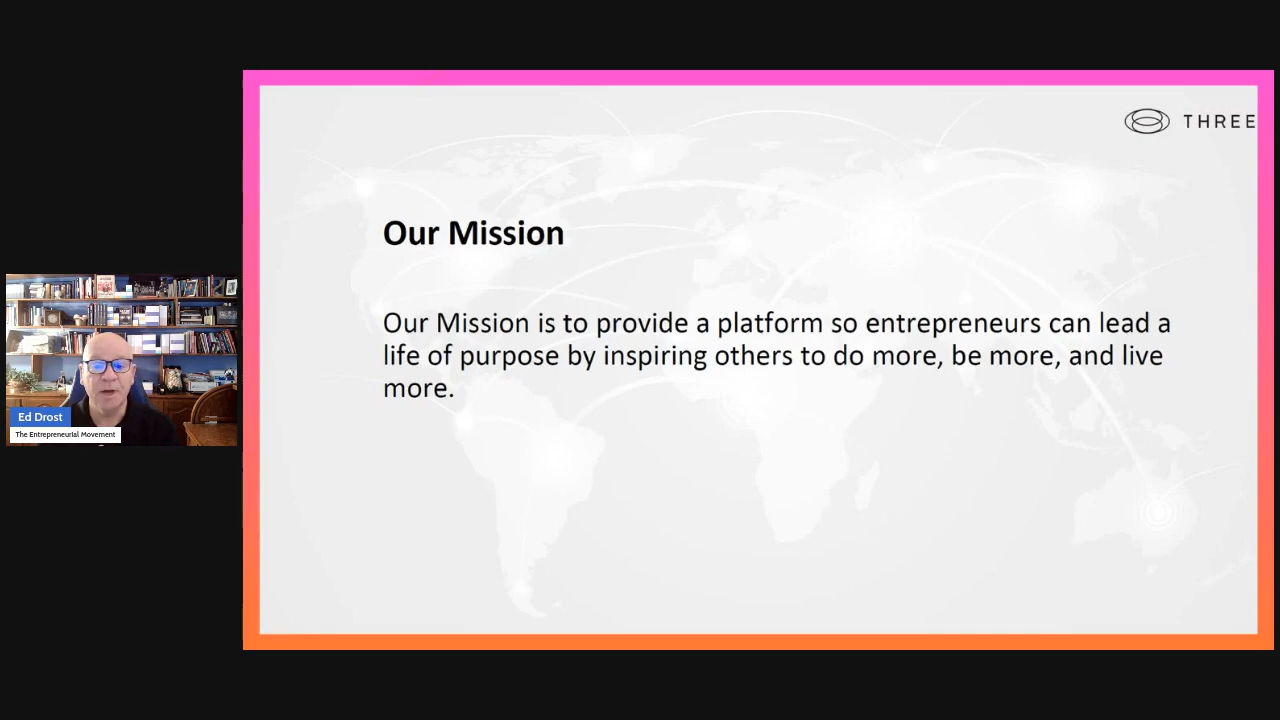 THREE
Our Mission
Our Mission is to provide a platform so entrepreneurs can lead a
life of purpose by inspiring others to do more, be more, and live
more.
Ed Drost
The Entrepreneurial Movement